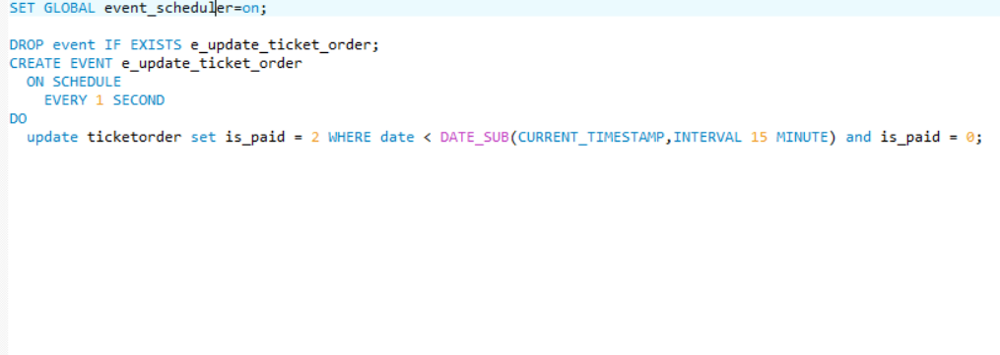 SET GLOBAL event_scheduler=on;
DROP event IF EXISTS e_update_ticket_order;
CREATE EVENT e_update_ticket_order
ON SCHEDULE
EVERY 1 SECOND
DO
update ticketorder set is_paid = 2 WHERE date < DATE_SUB(CURRENT_TIMESTAMP,INTERVAL 15 MINUTE) and is_paid = 0;